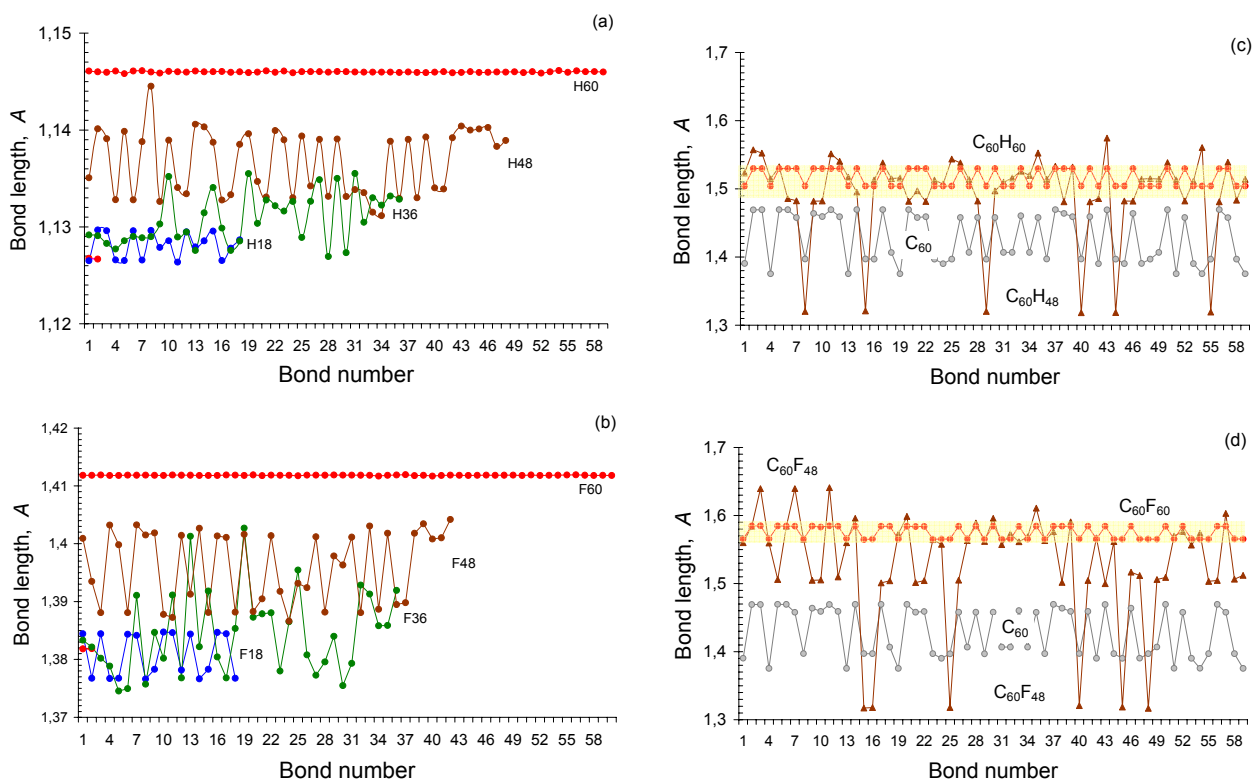 (a)
Bond length, A
1,15
1,14
1,13
1,12
H60
H48
H36
H18
1 4 7 10 13 16 19 22 25 28 31 34 37 40 43 46 49 52 55 58
Bond number
(c)
Bond length, A
1,7
1,6
1,5
1,4
1,3
C60H60
C60
C60H48
1 4 7 10 13 16 19 22 25 28 31 34 37 40 43 46 49 52 55 58
Bond number
(b)
Bond length, A
1,42
1,41
1,4
1,39
1,38
1,37
F60
F48
F36
F18
1 4 7 10 13 16 19 22 25 28 31 34 37 40 43 46 49 52 55 58
Bond number
(d)
Bond length, A
1,7
1,6
1,5
1,4
1,3
C60F48
C60F60
C60
C60F48
1 4 7 10 13 16 19 22 25 28 31 34 37 40 43 46 49 52 55 58
Bond number